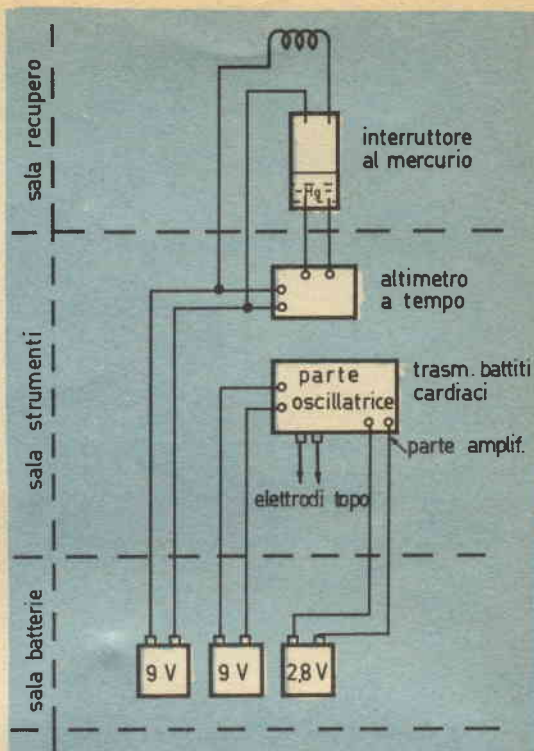 sala recupero
interruttore
al mercurio
Hg
altimetro
a tempo
sala strumenti
parte
oscillatrice
trasm. battiti
cardiaci
parte amplif.
elettrodi topo
sala batterie
9 V
9 V
2,8 V